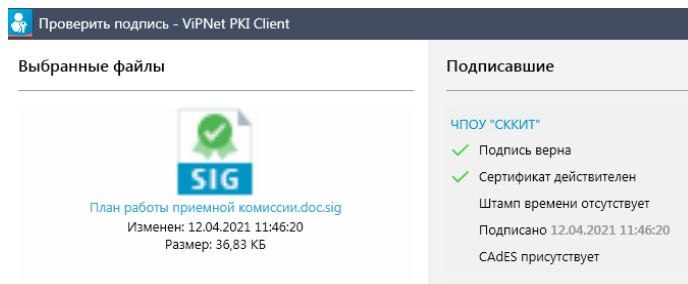 Проверить подпись - ViPNet PKI Client
Выбранные файлы
SIG
План работы приемной комиссии.doc.sig
Изменен: 12.04.2021 11:46:20
Размер: 36,83 КБ
Подписавшие
ЧПОУ "СККИТ"
Подпись верна
Сертификат действителен
Штамп времени отсутствует
Подписано 12.04.2021 11:46:20
CAdES присутствует